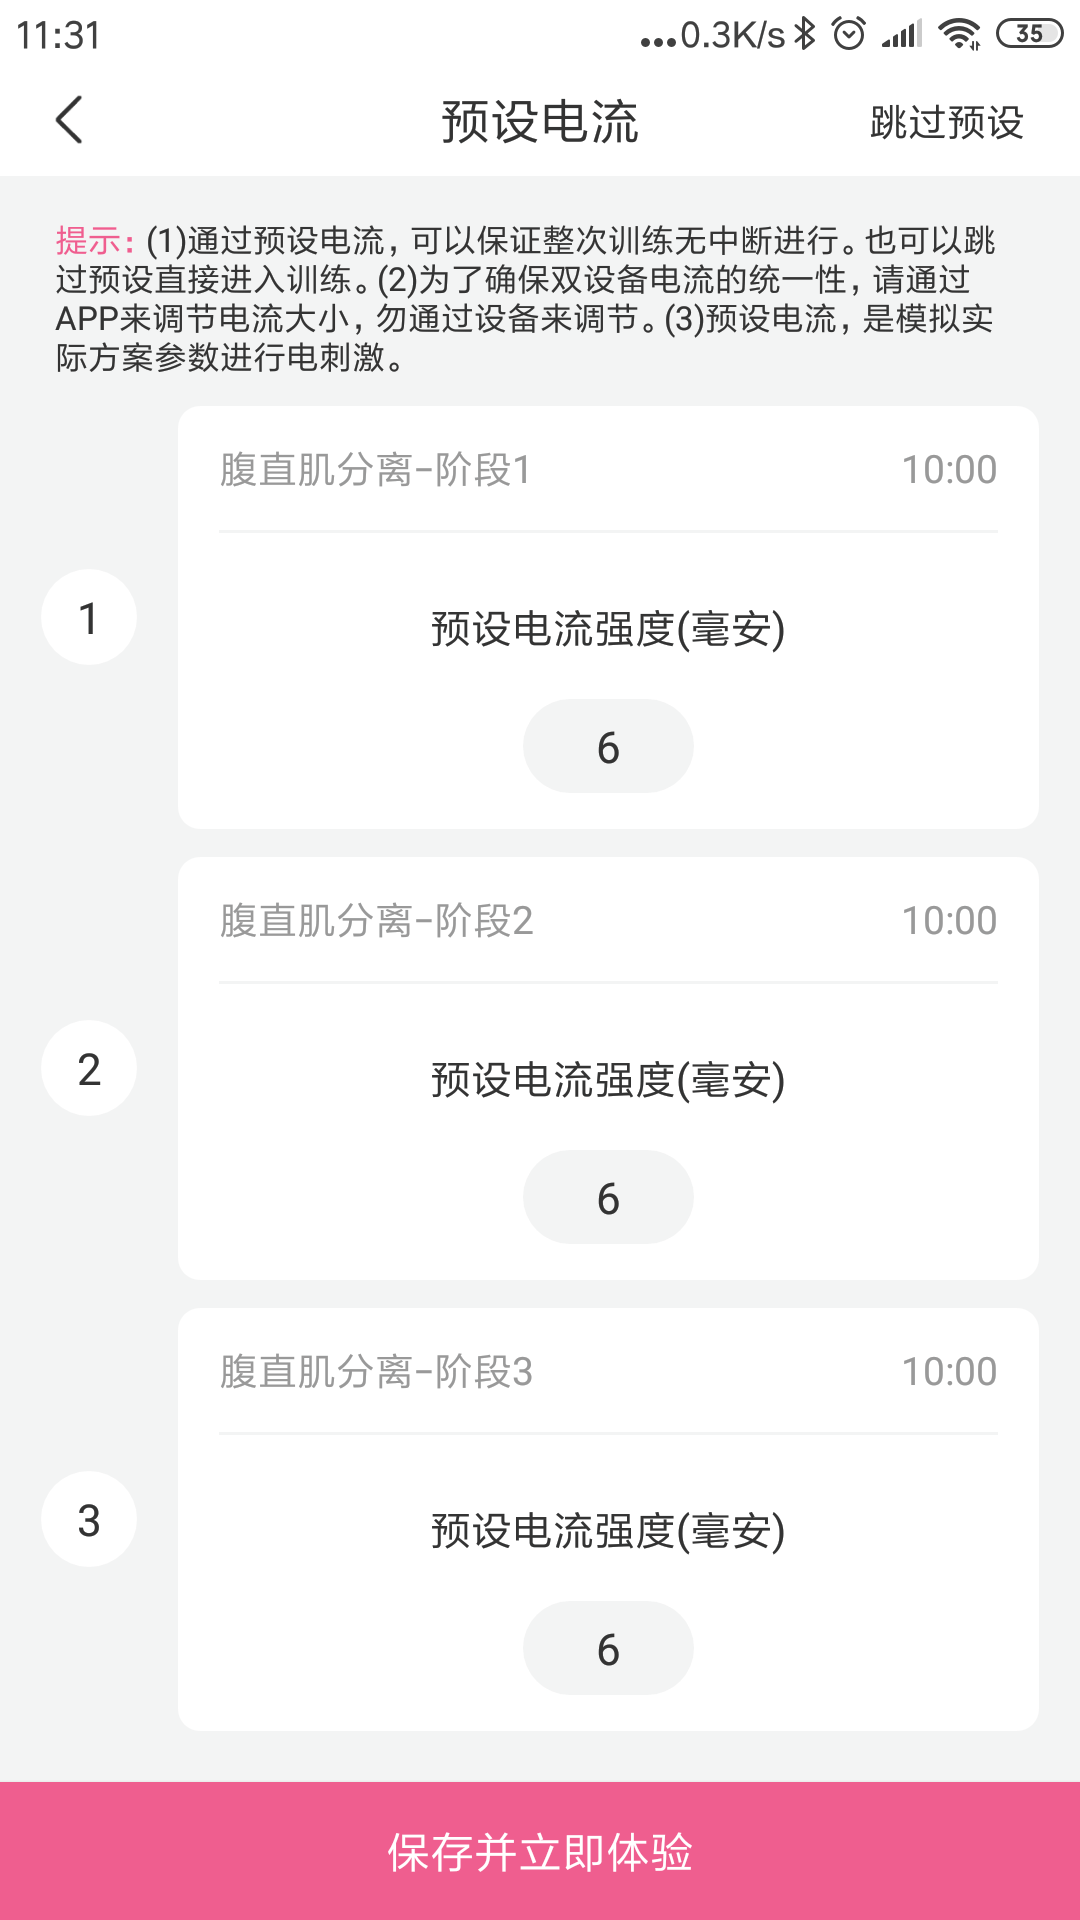 11:31
...0.3K/s
35
预设电流
跳过预设
提示：(1)通过预设电流，可以保证整次训练无中断进行。也可以跳
过预设直接进入训练。(2)为了确保双设备电流的统一性，请通过
APP来调节电流大小，勿通过设备来调节。(3)预设电流，是模拟实
际方案参数进行电刺激。
腹直肌分离-阶段1
10:00
1
预设电流强度(毫安)
6
腹直肌分离-阶段2
10:00
2
预设电流强度(毫安)
6
腹直肌分离-阶段3
10:00
3
预设电流强度(毫安)
6
保存并立即体验